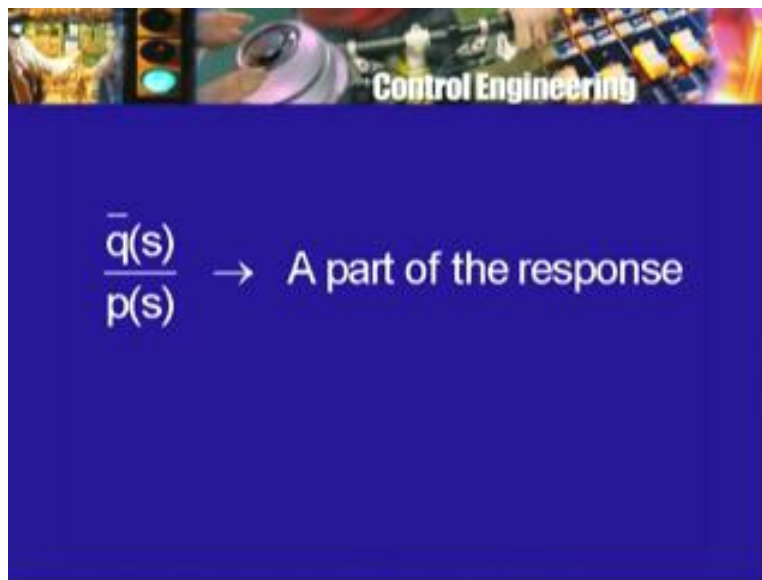 Control Engineering
q̅(s)
p(s) → A part of the response